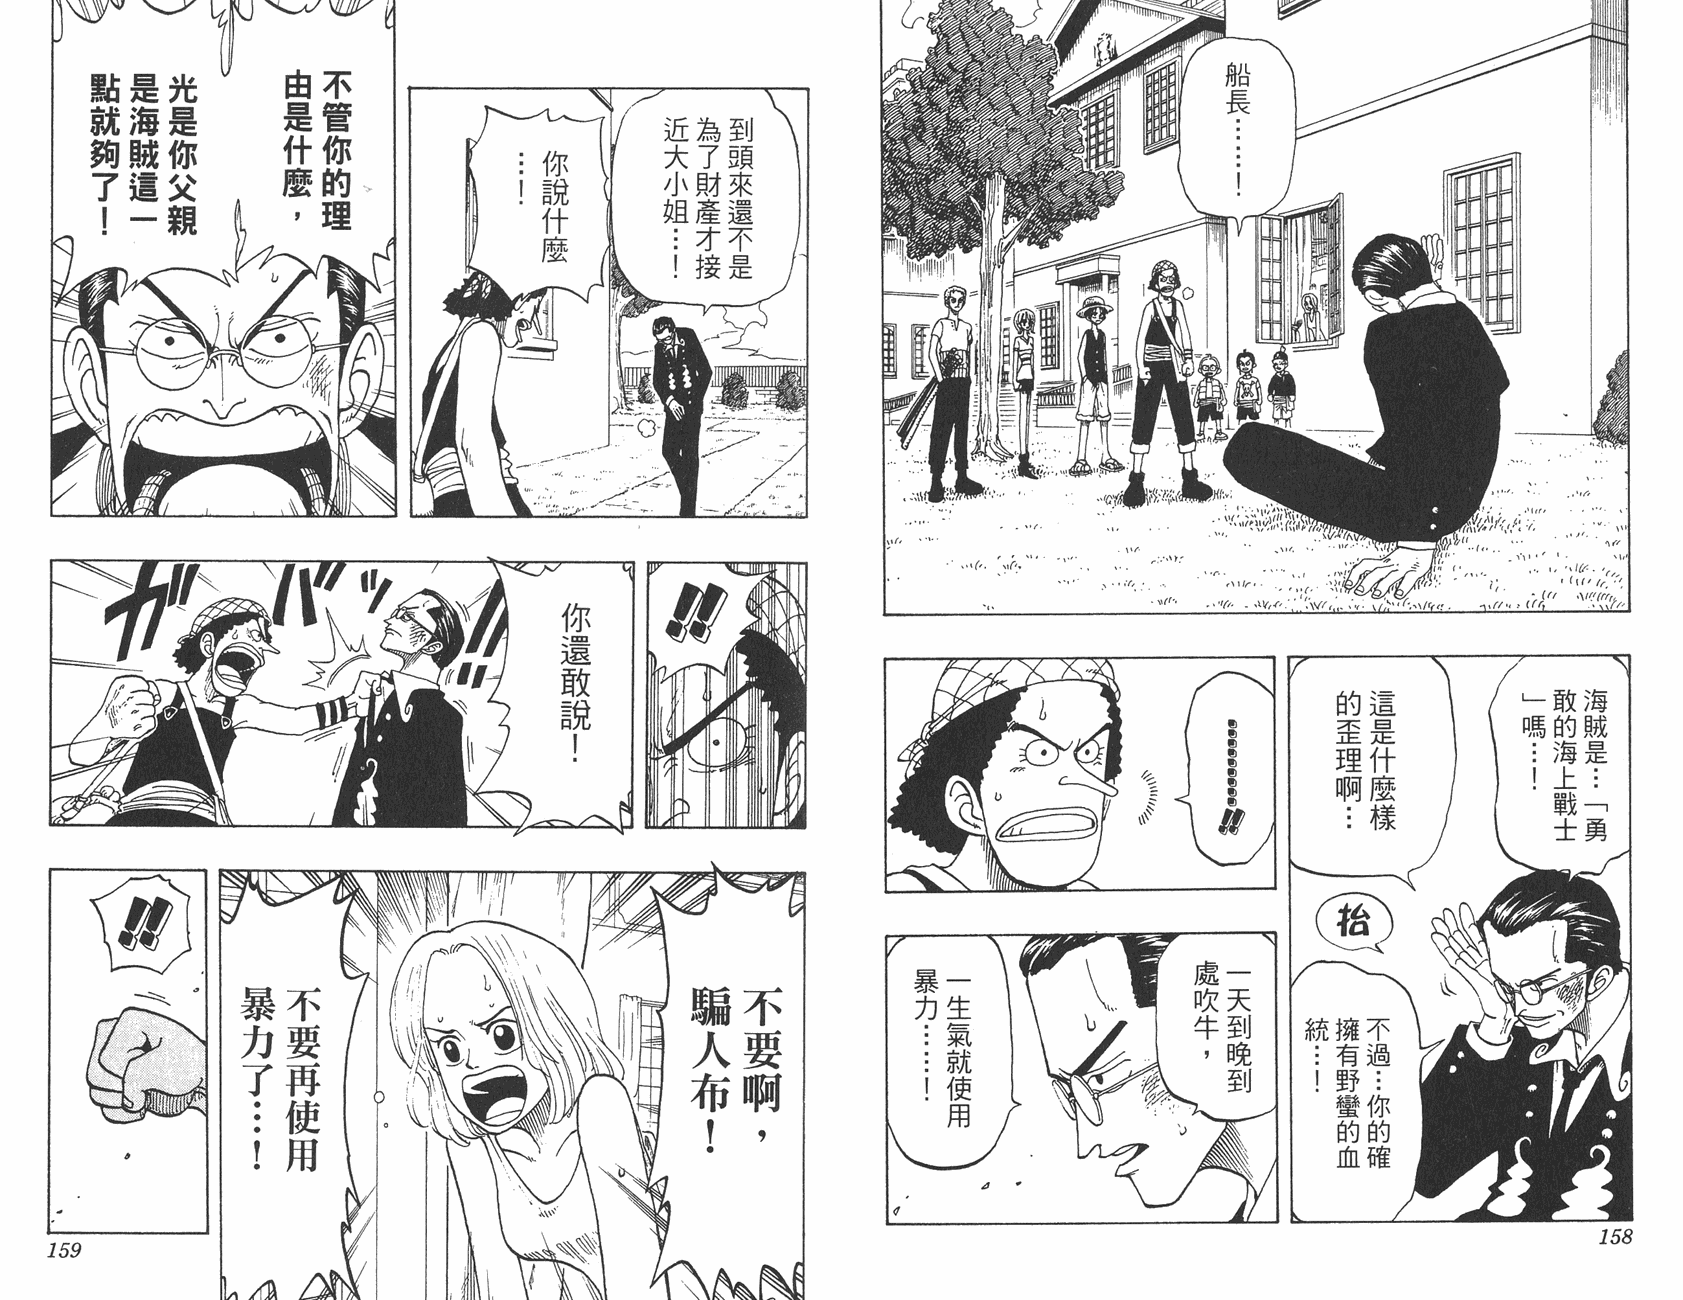 船長……！
海賊是…「勇
敢的海上戰士
」嗎…！
這是什麼樣
的歪理啊…
抬
不過…你的確
擁有野蠻的血
統…！
…………!!
一天到晚到
處吹牛，
一生氣就使用
暴力……！
158
到頭來還不是
為了財產才接
近大小姐…！
你說什麼
…！
不管你的理
由是什麼，
光是你父親
是海賊這一
點就夠了！
!!
你還敢說！
ガバッ
不要啊，
騙人布！
不要再使用
暴力了…！
!!
159